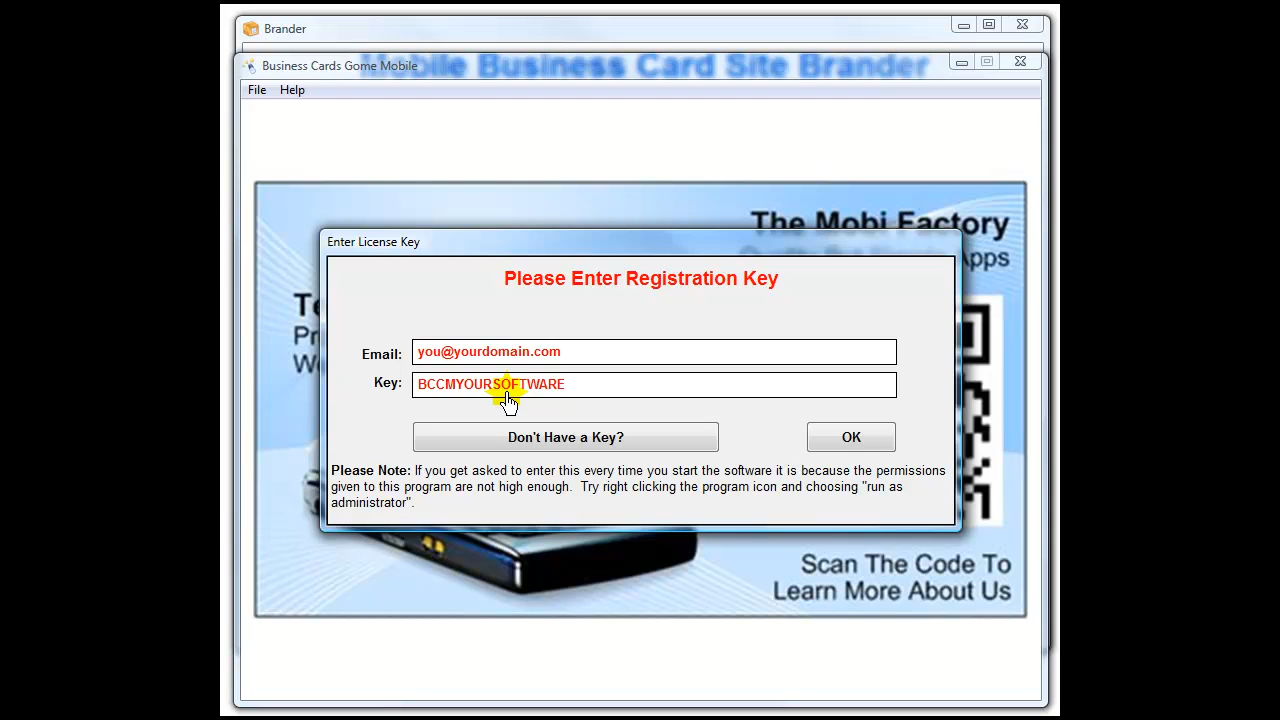 Brander
Mobile Business Card Site Brander
Business Cards Gome Mobile
File Help
The Mobi Factory
Apps
Enter License Key
Please Enter Registration Key
Email: you@yourdomain.com
Key: BCCMYOURSOFTWARE
Don't Have a Key? OK
Please Note: If you get asked to enter this every time you start the software it is because the permissions
given to this program are not high enough. Try right clicking the program icon and choosing "run as
administrator".
Scan The Code To
Learn More About Us